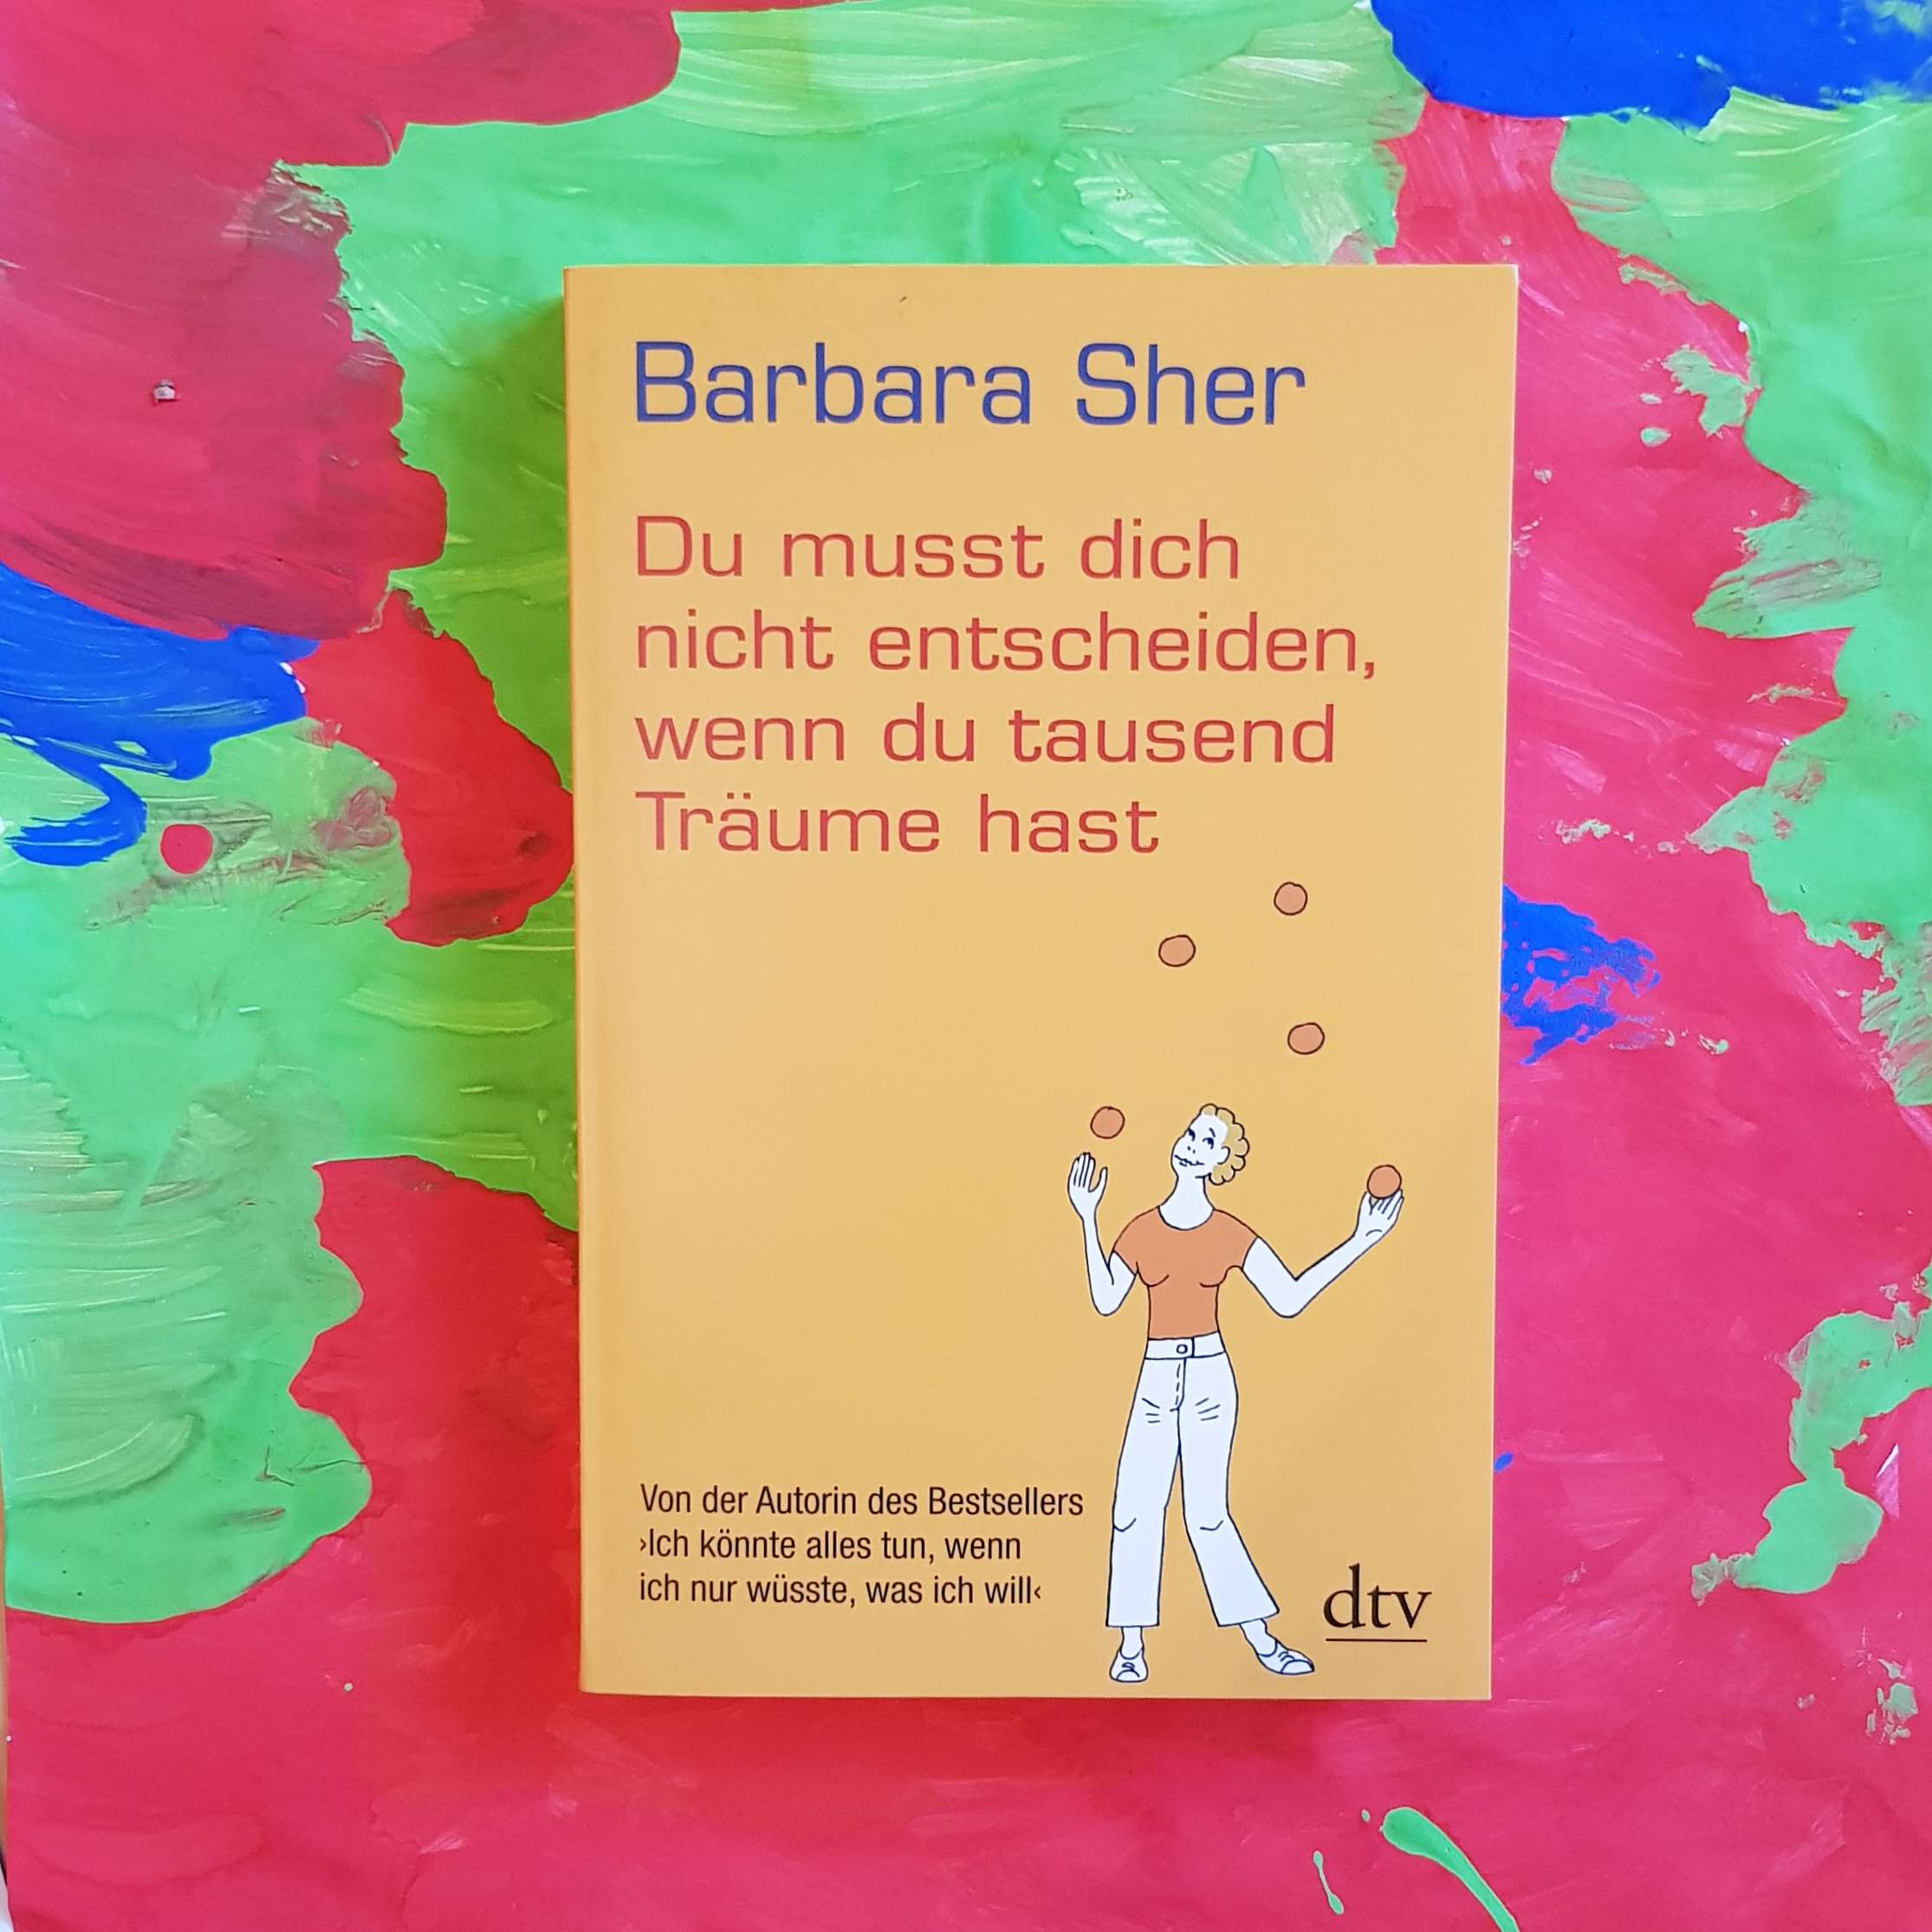 Barbara Sher
Du musst dich
nicht entscheiden,
wenn du tausend
Träume hast
Von der Autorin des Bestsellers
›Ich könnte alles tun, wenn
ich nur wüsste, was ich will‹
dtv